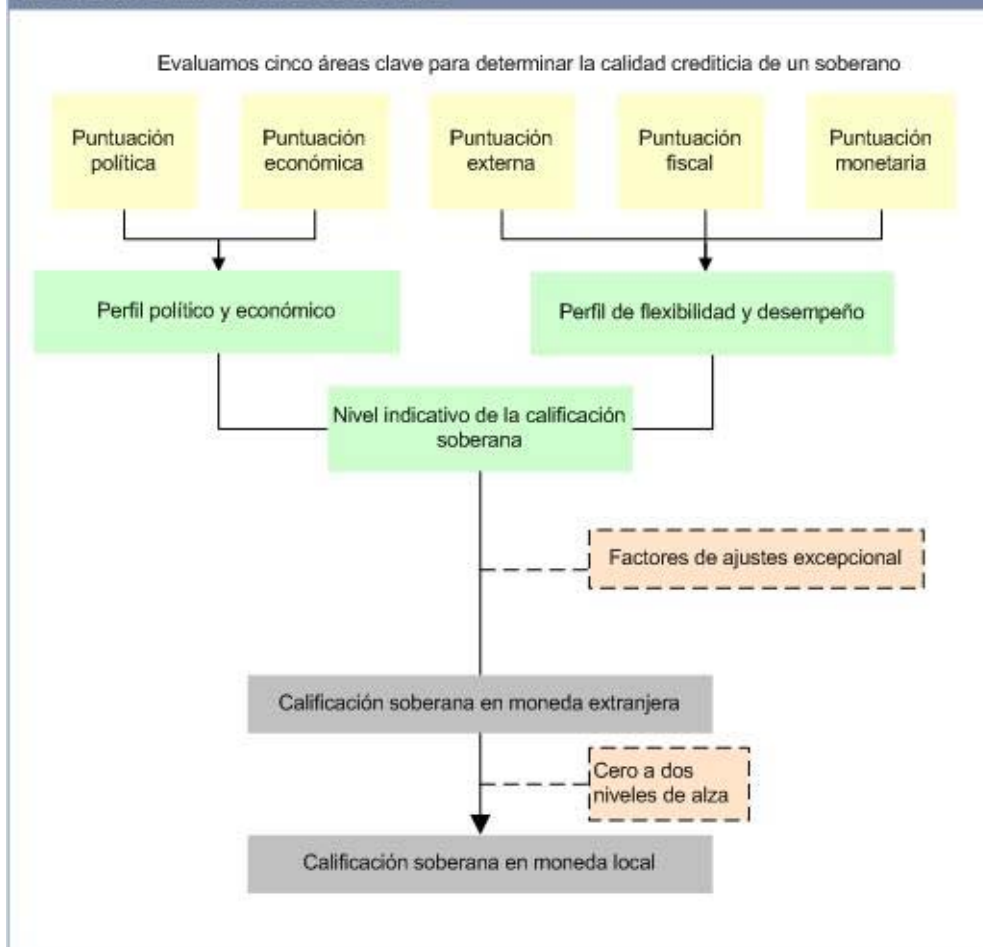 Evaluamos cinco áreas clave para determinar la calidad crediticia de un soberano
Puntuación
política
Puntuación
económica
Puntuación
externa
Puntuación
fiscal
Puntuación
monetaria
Perfil político y económico
Perfil de flexibilidad y desempeño
Nivel indicativo de la calificación
soberana
Factores de ajustes excepcional
Calificación soberana en moneda extranjera
Cero a dos
niveles de alza
Calificación soberana en moneda local